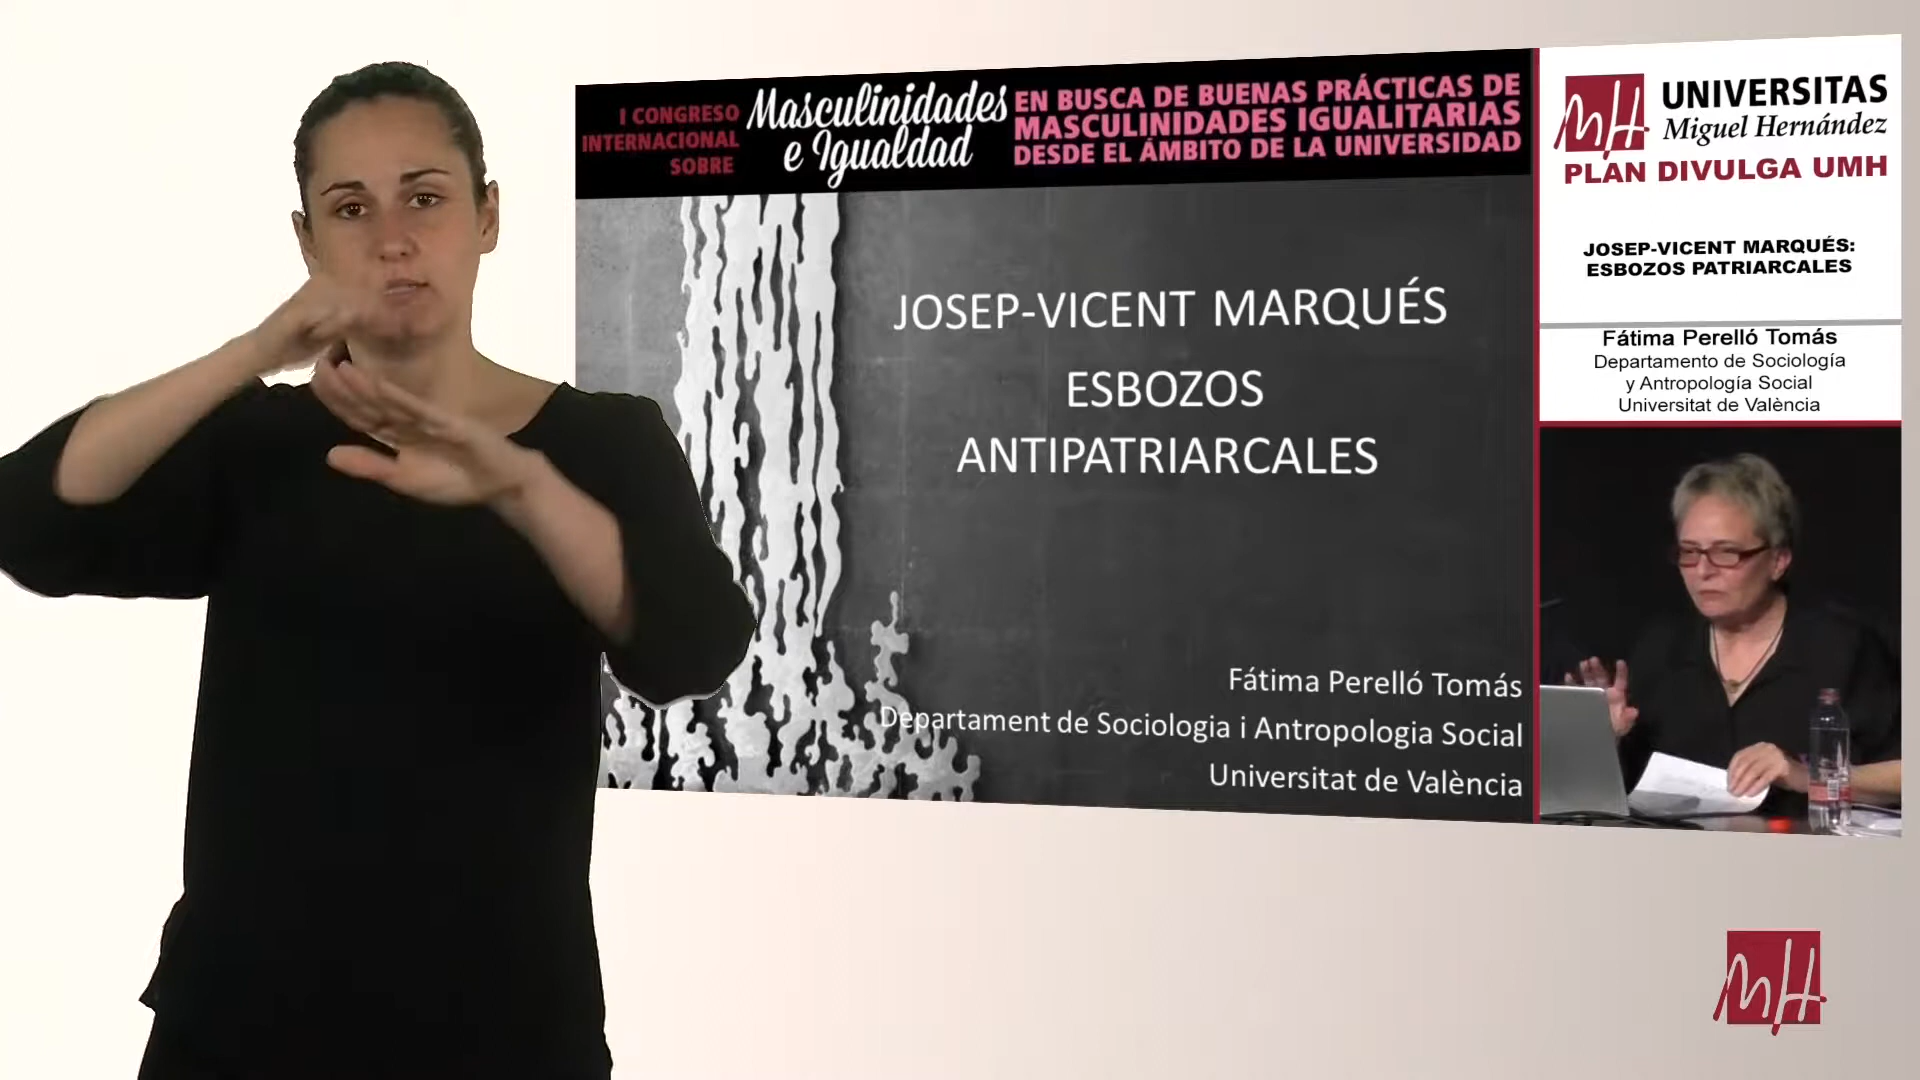 I CONGRESO
INTERNACIONAL
SOBRE
Masculinidades
e Igualdad
EN BUSCA DE BUENAS PRÁCTICAS DE
MASCULINIDADES IGUALITARIAS
DESDE EL ÁMBITO DE LA UNIVERSIDAD
JOSEP-VICENT MARQUÉS
ESBOZOS
ANTIPATRIARCALES
Fátima Perelló Tomás
Departament de Sociologia i Antropologia Social
Universitat de València
MH
UNIVERSITAS
Miguel Hernández
PLAN DIVULGA UMH
JOSEP-VICENT MARQUÉS:
ESBOZOS PATRIARCALES
Fátima Perelló Tomás
Departamento de Sociología
y Antropología Social
Universitat de València
MH